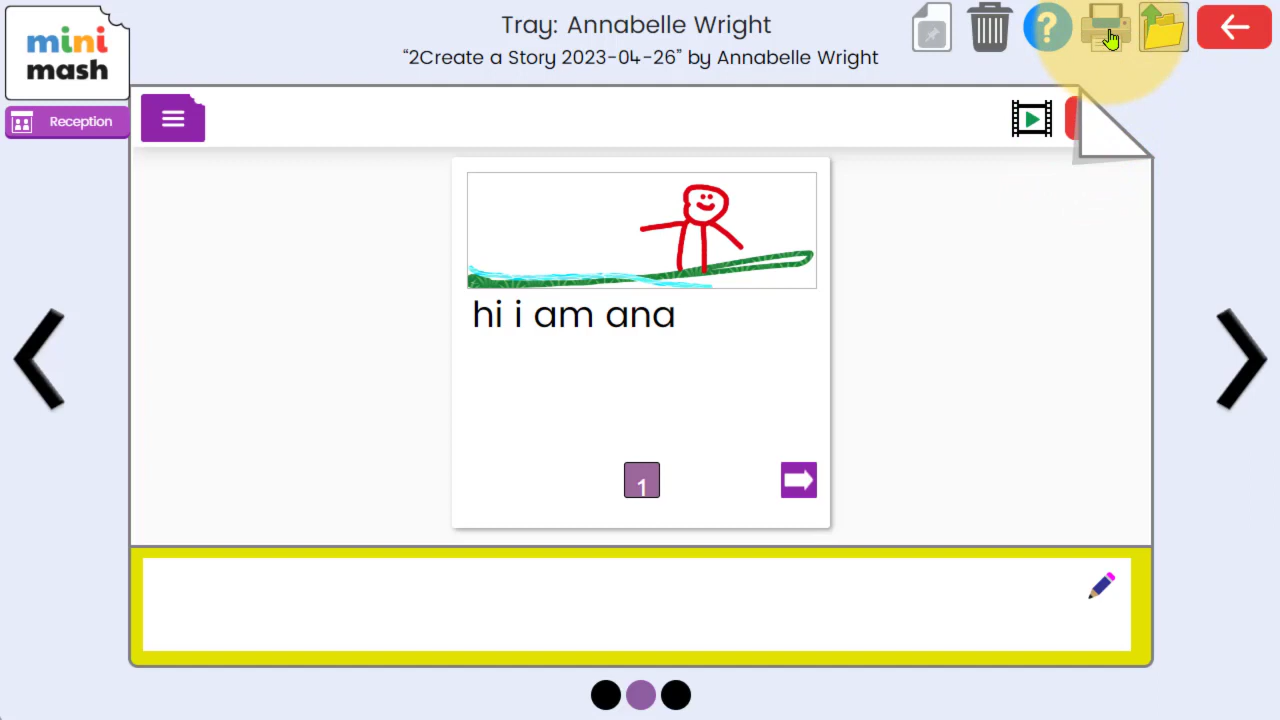 mini
mash
Reception
Tray: Annabelle Wright
“2Create a Story 2023-04-26” by Annabelle Wright
?
hi i am ana
1